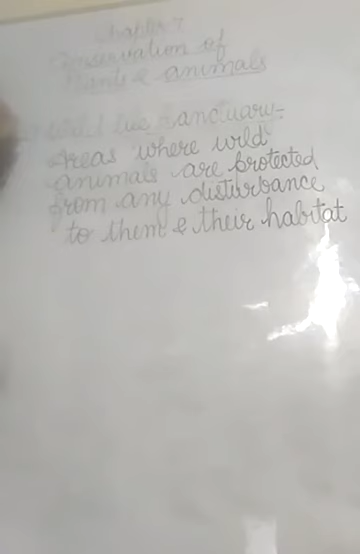 Chapter 7
Conservation of
Plants & animals
Wild life Sanctuary:-
Areas where wild
animals are protected
from any disturbance
to them & their habitat